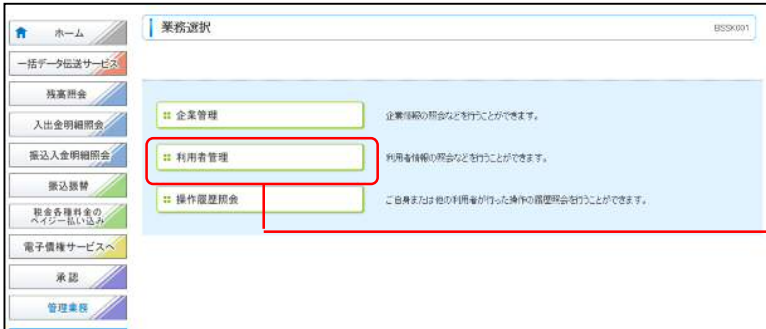 ホーム
一括データ伝送サービス
残高照会
入出金明細照会
振込入金明細照会
振込振替
税金各種料金の
ペイジー払い込み
電子債権サービスへ
承認
管理業務
業務選択
BSSK001
企業管理
企業情報の照会などを行うことができます。
利用者管理
利用者情報の照会などを行うことができます。
操作履歴照会
ご自身または他の利用者が行った操作の履歴照会を行うことができます。